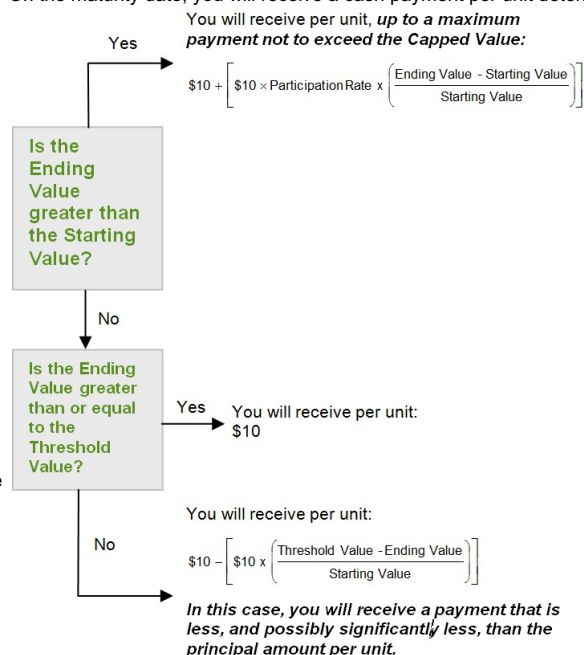 You will receive per unit, up to a maximum
payment not to exceed the Capped Value:
Yes
$10 + [ $10 × Participation Rate x ( Ending Value - Starting Value
Starting Value ) ]
Is the
Ending
Value
greater than
the Starting
Value?
No
Is the Ending
Value greater
than or equal
to the
Threshold
Value?
Yes
You will receive per unit:
$10
You will receive per unit:
No
$10 − [ $10 x ( Threshold Value - Ending Value
Starting Value ) ]
In this case, you will receive a payment that is
less, and possibly significantly less, than the
principal amount per unit.